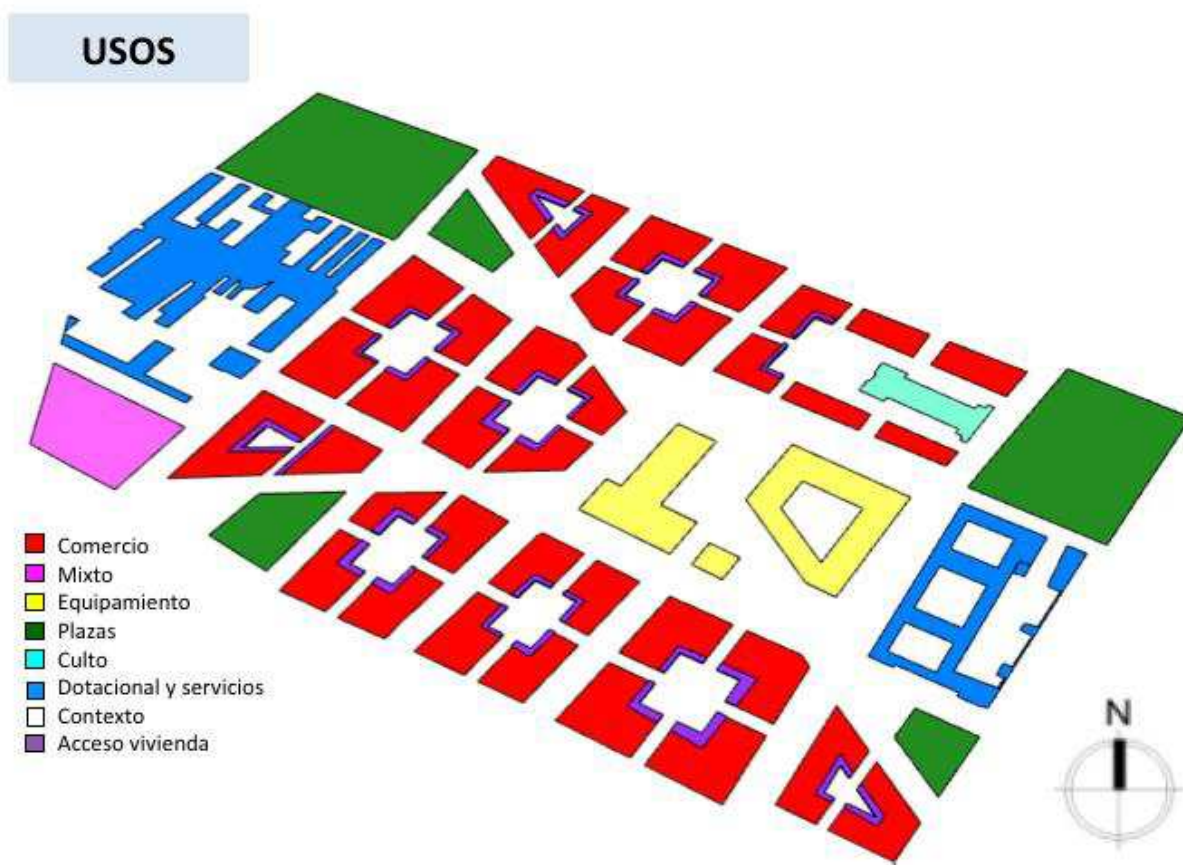 USOS
Comercio
Mixto
Equipamiento
Plazas
Culto
Dotacional y servicios
Contexto
Acceso vivienda
N